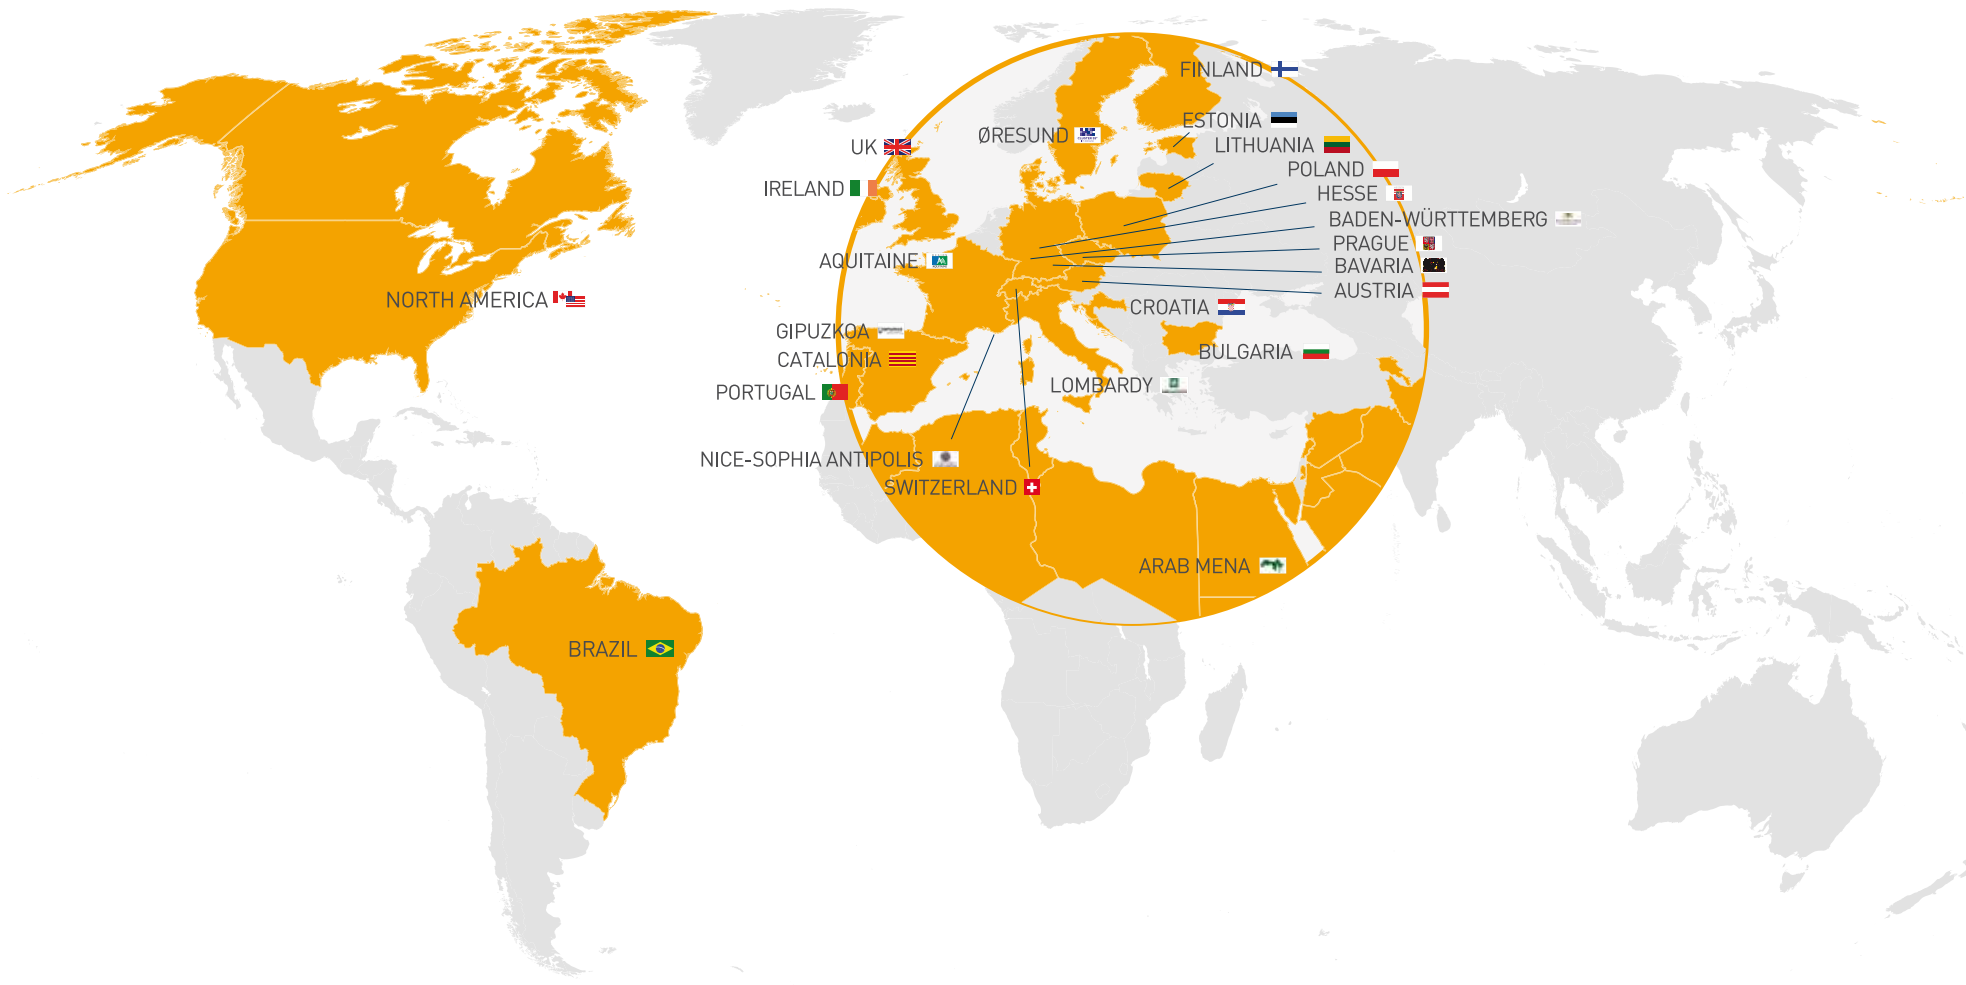 FINLAND
ESTONIA
ØRESUND
LITHUANIA
UK
POLAND
IRELAND
HESSE
BADEN-WÜRTTEMBERG
PRAGUE
AQUITAINE
BAVARIA
AUSTRIA
NORTH AMERICA
CROATIA
GIPUZKOA
BULGARIA
CATALONIA
LOMBARDY
PORTUGAL
NICE-SOPHIA ANTIPOLIS
SWITZERLAND
ARAB MENA
BRAZIL